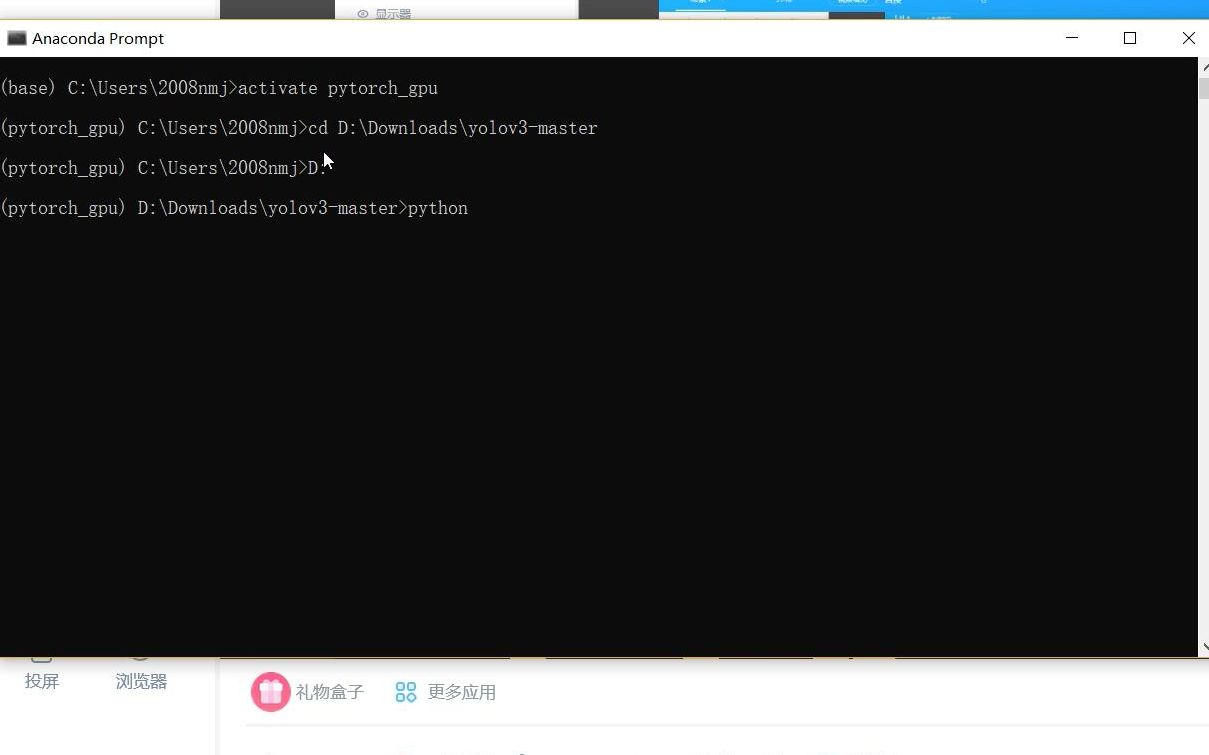 显示器
Anaconda Prompt
(base) C:\Users\2008nmj>activate pytorch_gpu
(pytorch_gpu) C:\Users\2008nmj>cd D:\Downloads\yolov3-master
(pytorch_gpu) C:\Users\2008nmj>D:
(pytorch_gpu) D:\Downloads\yolov3-master>python
投屏
浏览器
礼物盒子
更多应用